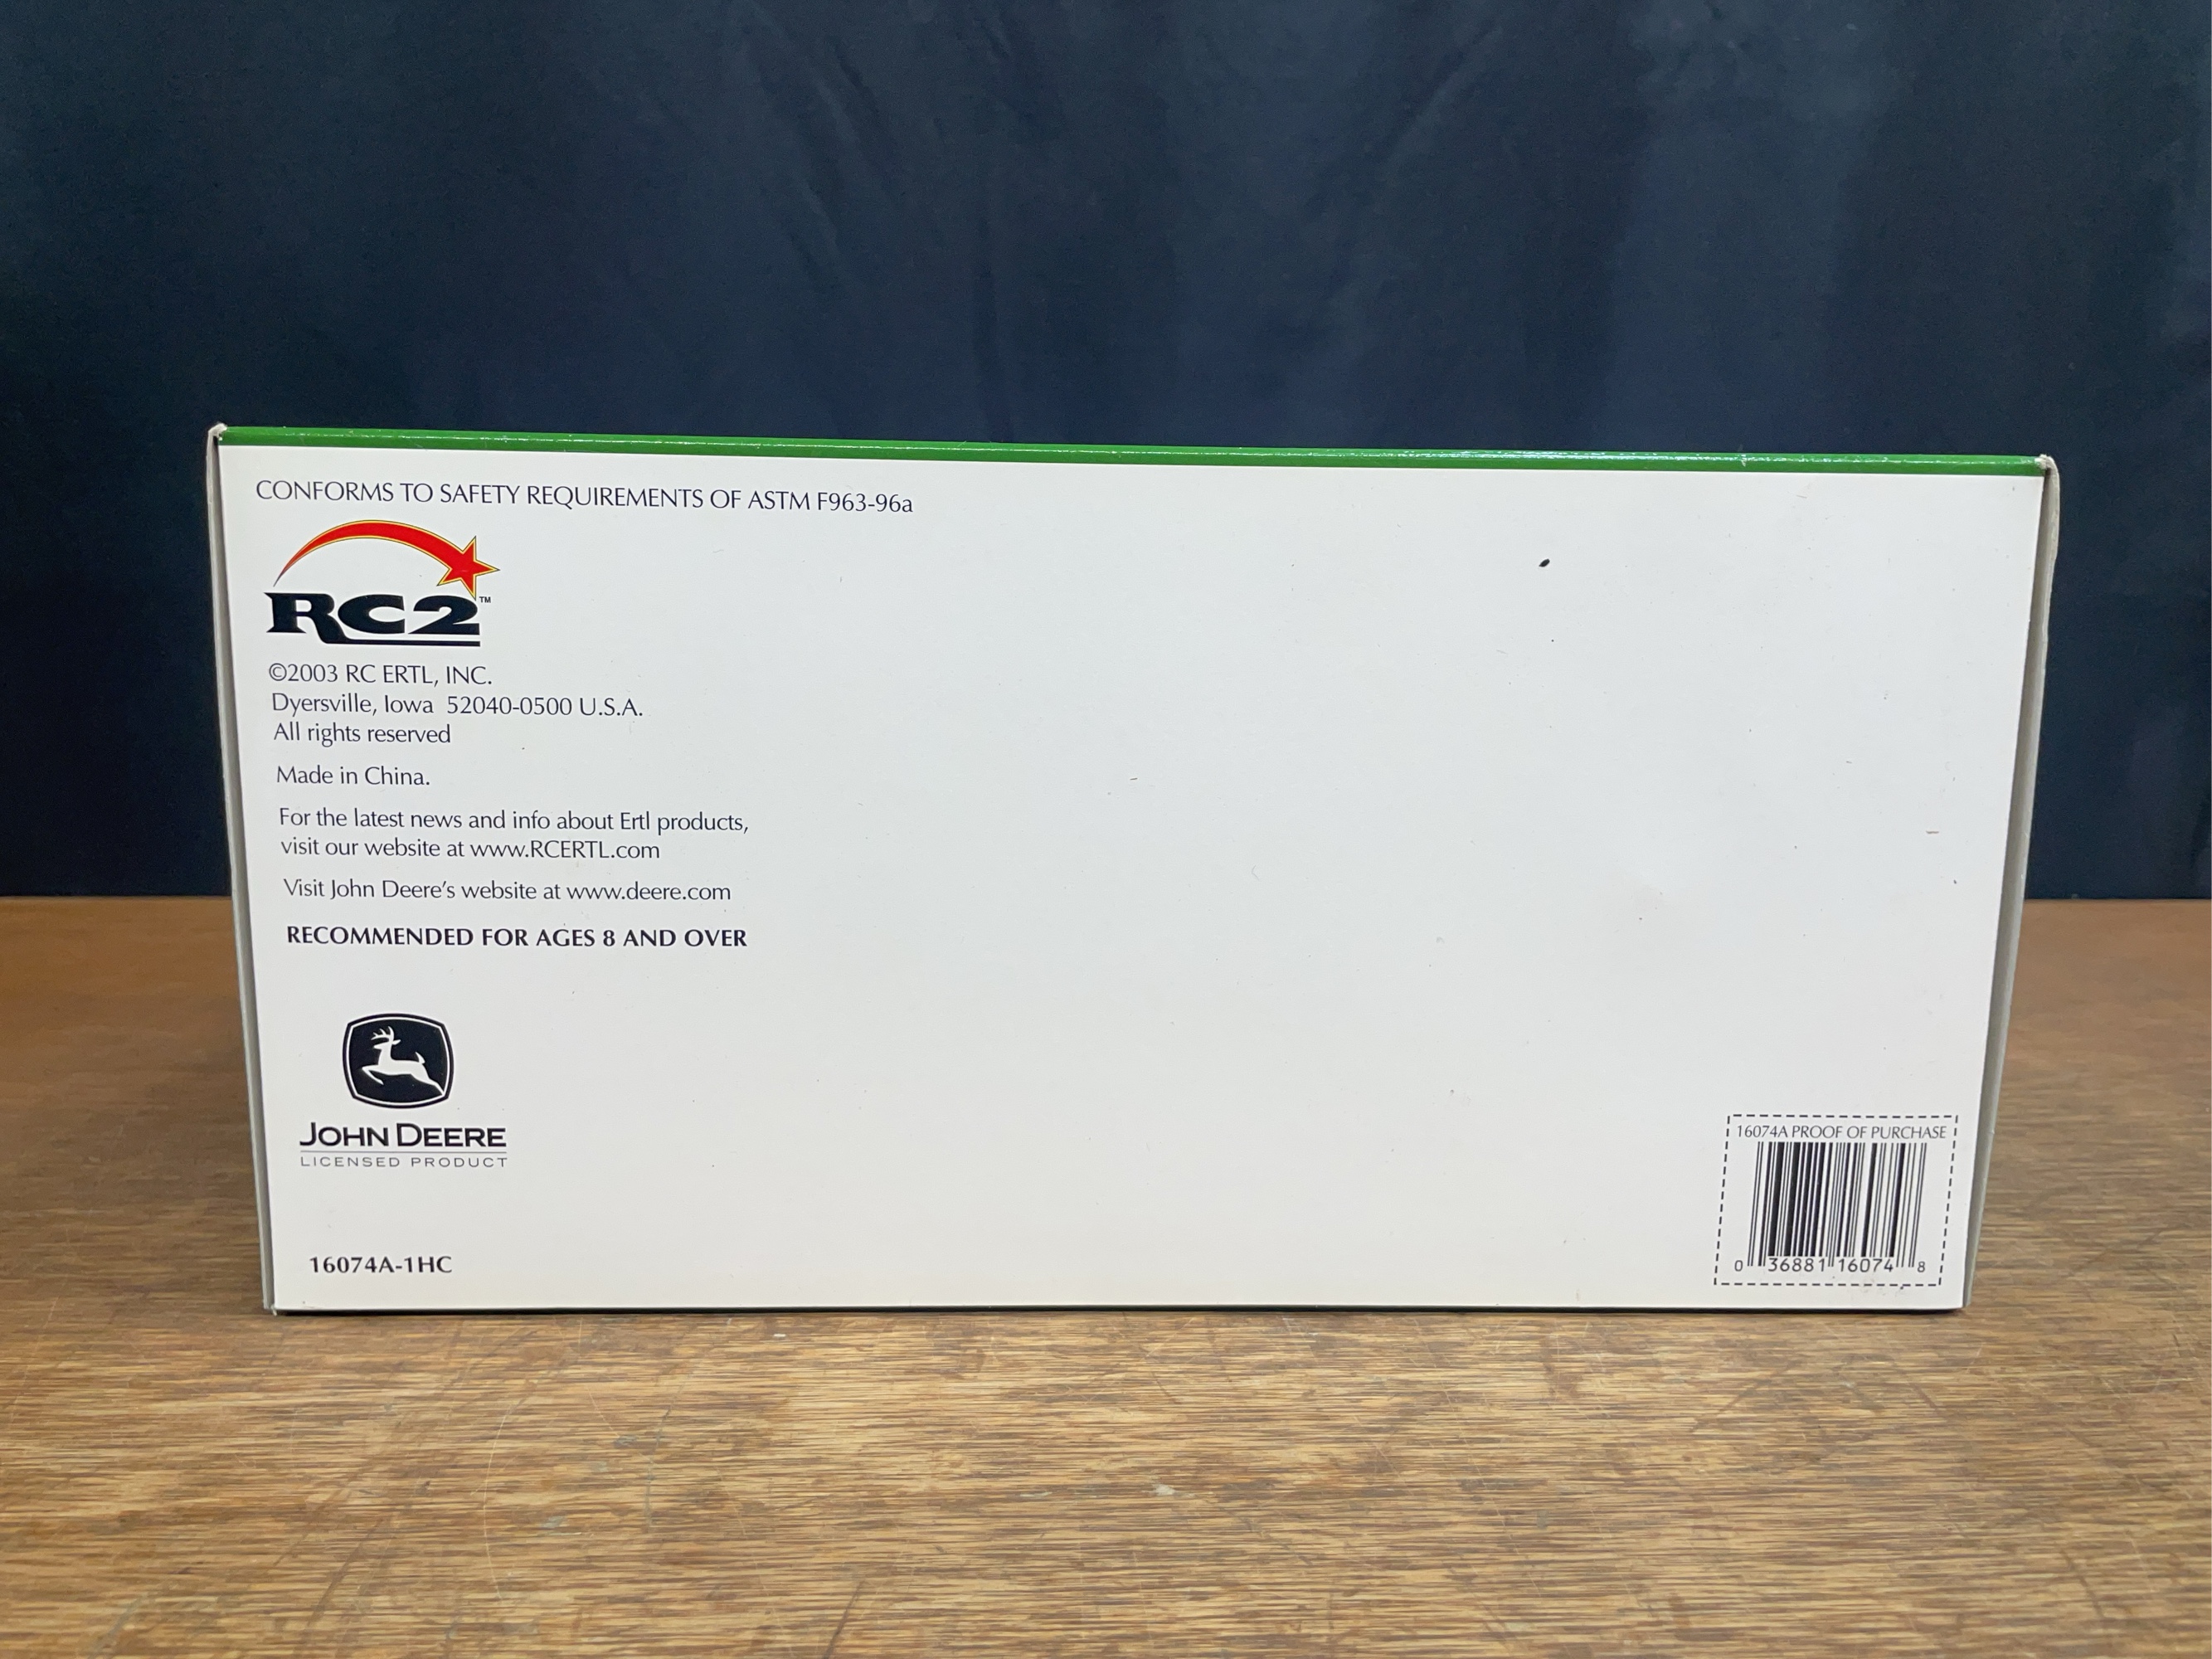 CONFORMS TO SAFETY REQUIREMENTS OF ASTM F963-96a
RC2™
©2003 RC ERTL, INC.
Dyersville, Iowa 52040-0500 U.S.A.
All rights reserved
Made in China.
For the latest news and info about Ertl products,
visit our website at www.RCERTL.com
Visit John Deere's website at www.deere.com
RECOMMENDED FOR AGES 8 AND OVER
JOHN DEERE
LICENSED PRODUCT
16074A-1HC
16074A PROOF OF PURCHASE
0 36881 16074 8